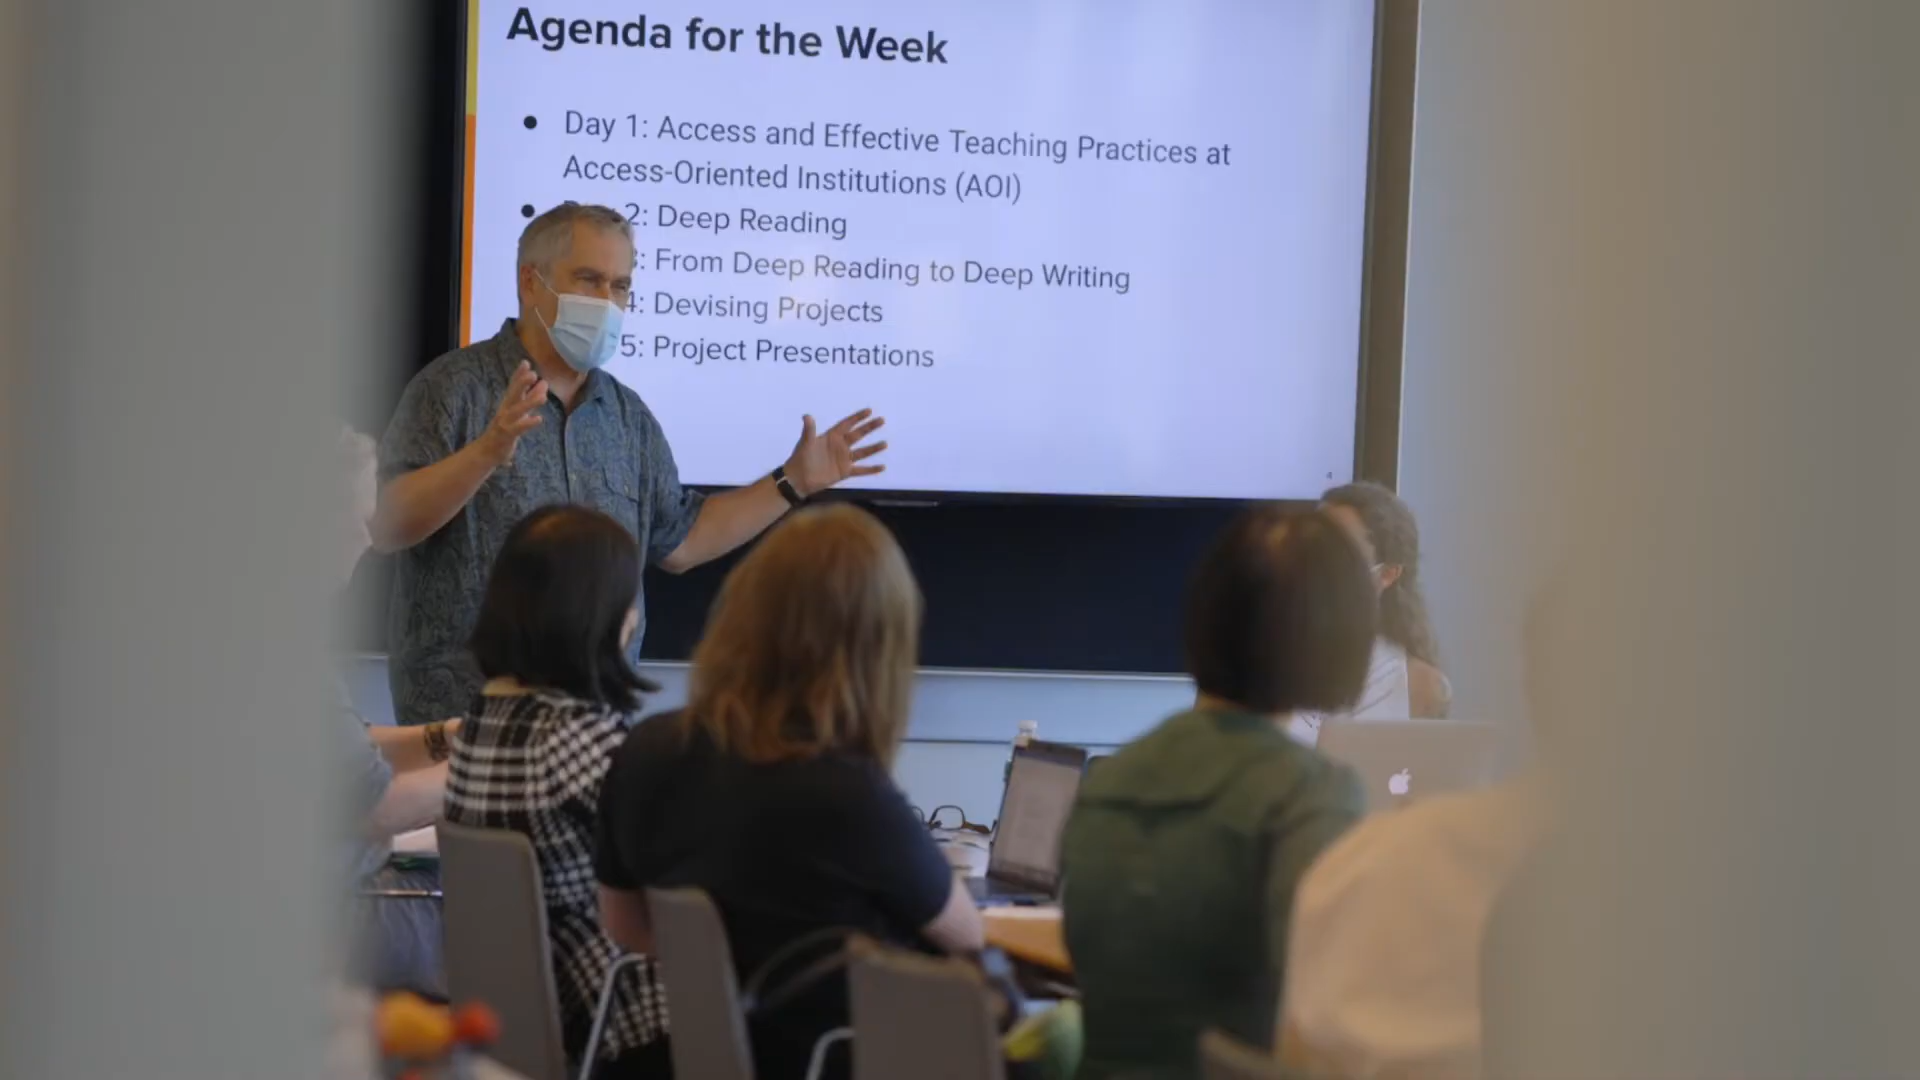 Agenda for the Week
• Day 1: Access and Effective Teaching Practices at
Access-Oriented Institutions (AOI)
• 2: Deep Reading
: From Deep Reading to Deep Writing
4: Devising Projects
5: Project Presentations
4